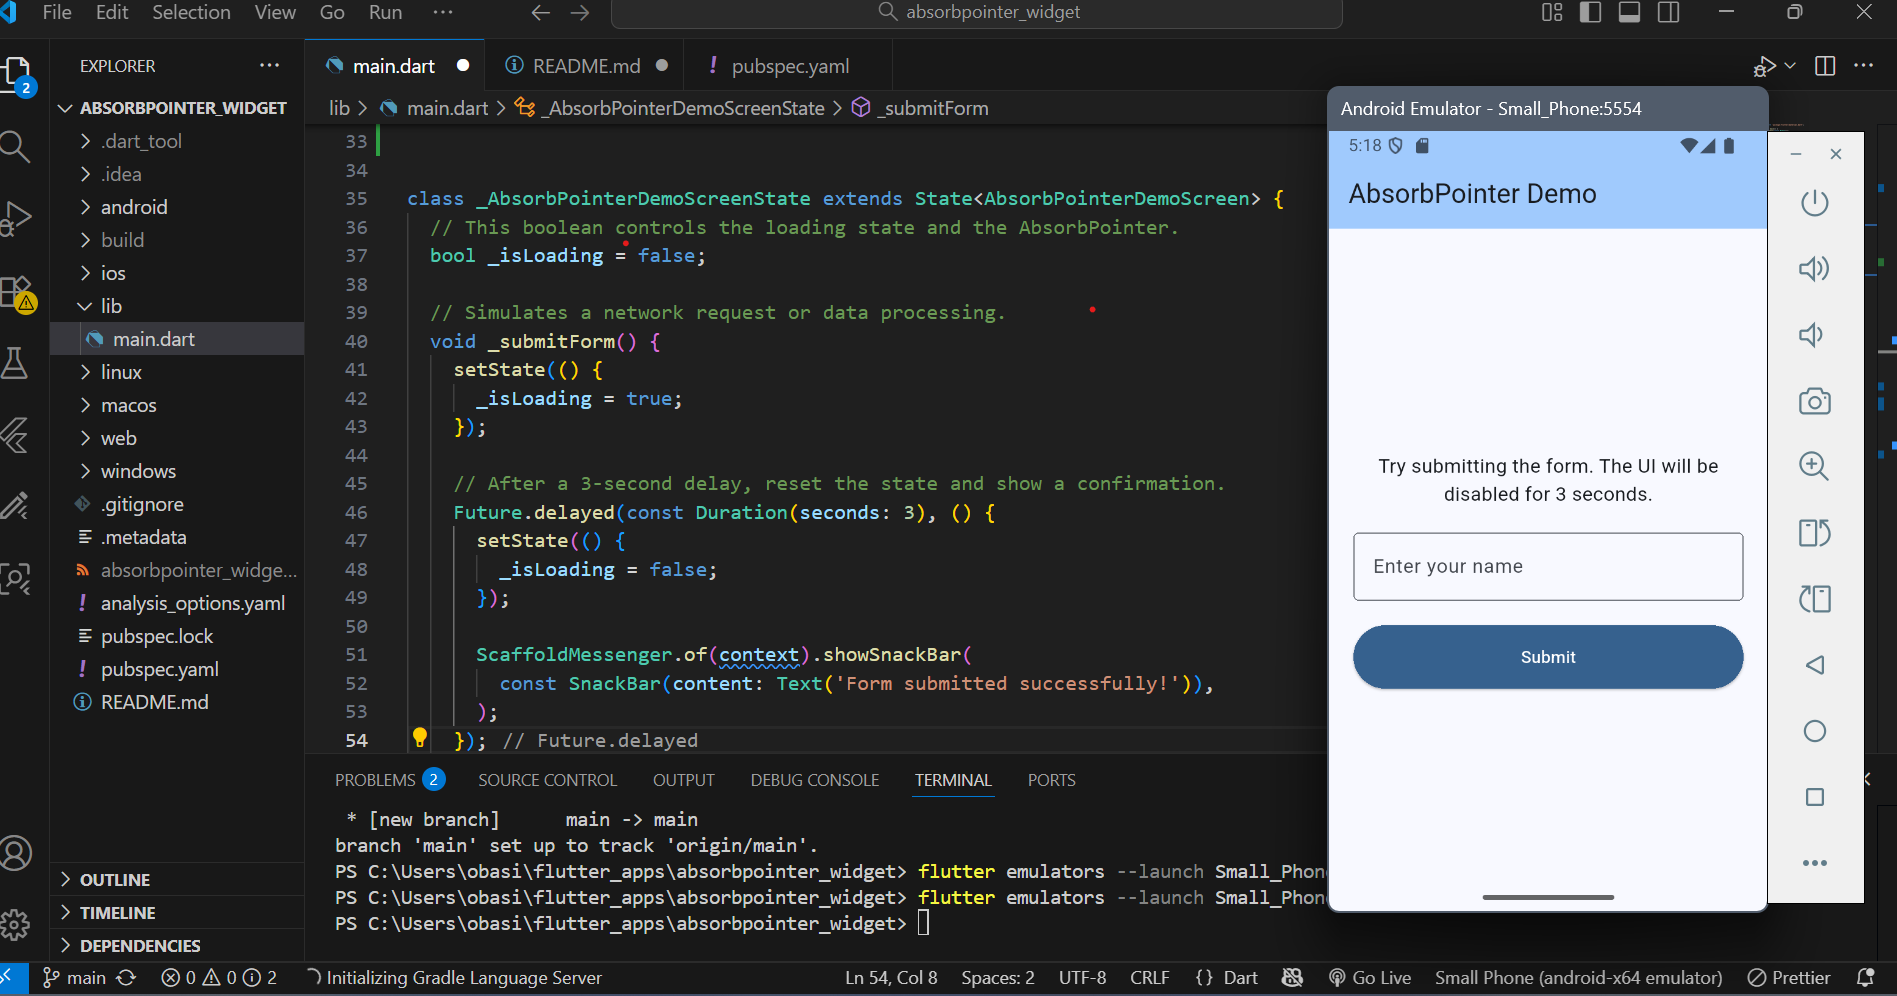 File Edit Selection View Go Run ···
absorbpointer_widget
EXPLORER ···
2
ABSORBPOINTER_WIDGET
.dart_tool
.idea
android
build
ios
lib
main.dart
linux
macos
web
windows
.gitignore
.metadata
absorbpointer_widge...
analysis_options.yaml
pubspec.lock
pubspec.yaml
README.md
OUTLINE
TIMELINE
DEPENDENCIES
main.dart README.md pubspec.yaml
lib > main.dart > _AbsorbPointerDemoScreenState > _submitForm
33
34
35 class _AbsorbPointerDemoScreenState extends State<AbsorbPointerDemoScreen> {
36 // This boolean controls the loading state and the AbsorbPointer.
37 bool _isLoading = false;
38
39 // Simulates a network request or data processing.
40 void _submitForm() {
41 setState(() {
42 _isLoading = true;
43 });
44
45 // After a 3-second delay, reset the state and show a confirmation.
46 Future.delayed(const Duration(seconds: 3), () {
47 setState(() {
48 _isLoading = false;
49 });
50
51 ScaffoldMessenger.of(context).showSnackBar(
52 const SnackBar(content: Text('Form submitted successfully!')),
53 );
54 }); // Future.delayed
PROBLEMS 2 SOURCE CONTROL OUTPUT DEBUG CONSOLE TERMINAL PORTS
* [new branch] main -> main
branch 'main' set up to track 'origin/main'.
PS C:\Users\obasi\flutter_apps\absorbpointer_widget> flutter emulators --launch Small_Phon
PS C:\Users\obasi\flutter_apps\absorbpointer_widget> flutter emulators --launch Small_Phon
PS C:\Users\obasi\flutter_apps\absorbpointer_widget>
Android Emulator - Small_Phone:5554
5:18
AbsorbPointer Demo
Try submitting the form. The UI will be
disabled for 3 seconds.
Enter your name
Submit
main 0 0 2 Initializing Gradle Language Server Ln 54, Col 8 Spaces: 2 UTF-8 CRLF {} Dart Go Live Small Phone (android-x64 emulator) Prettier